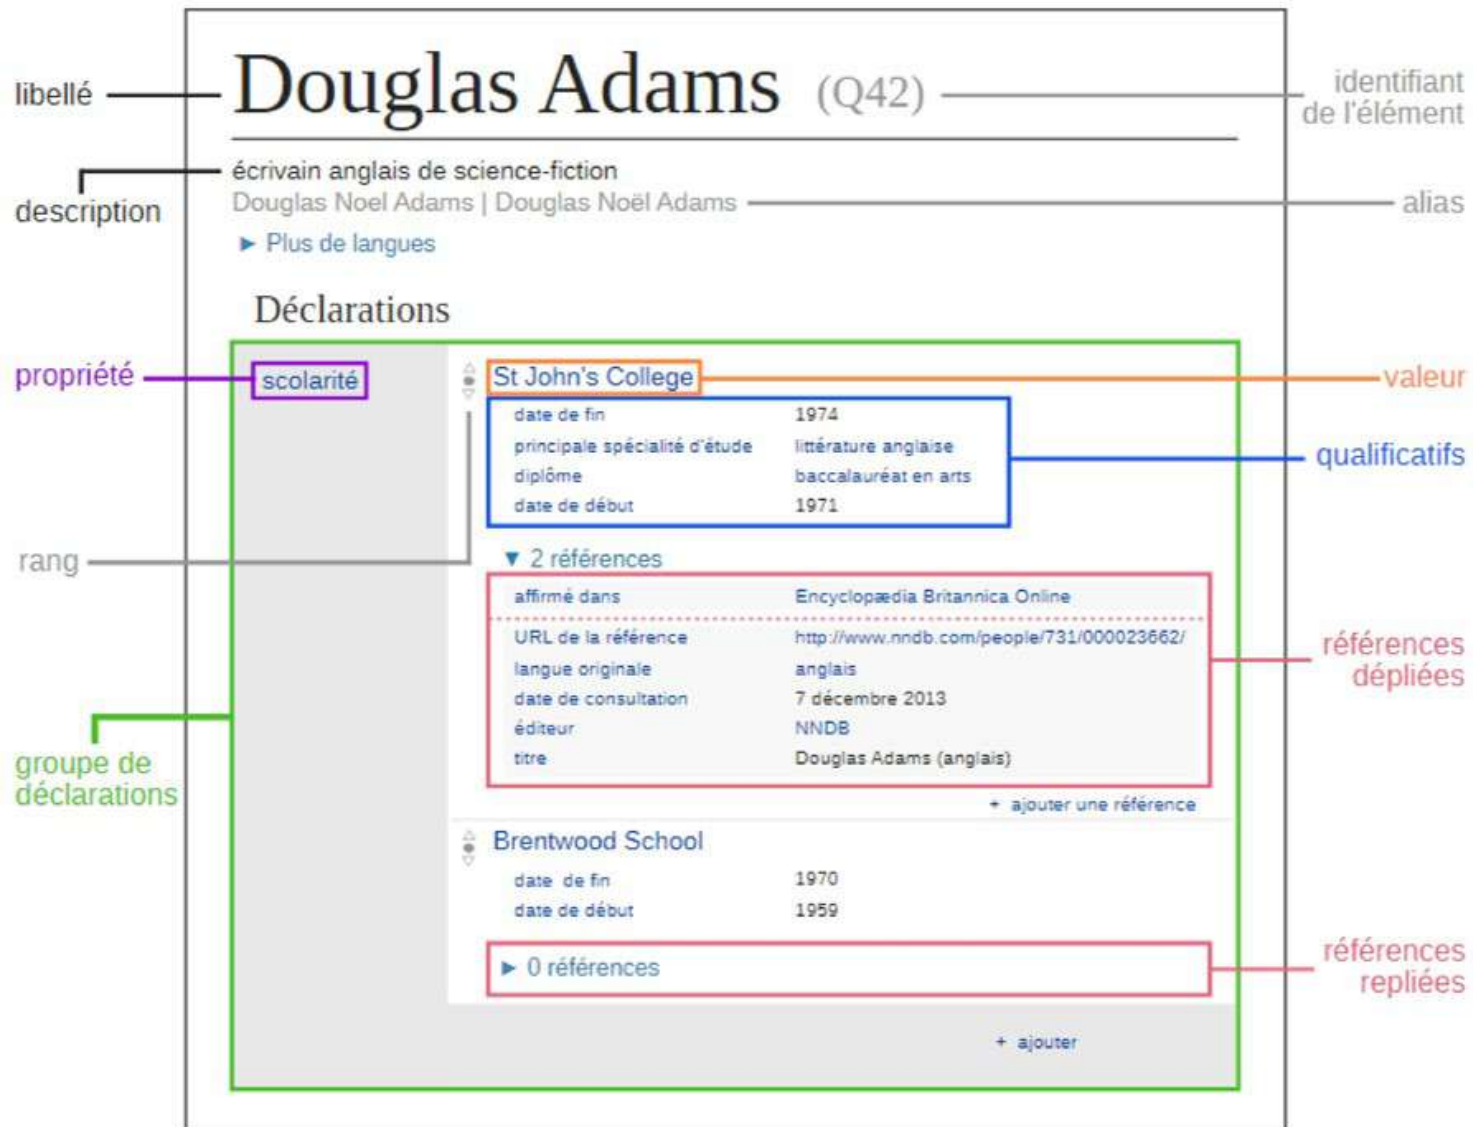 libellé
Douglas Adams (Q42)
identifiant
de l'élément
description
écrivain anglais de science-fiction
Douglas Noel Adams | Douglas Noël Adams
alias
► Plus de langues
Déclarations
propriété
scolarité
St John's College
valeur
date de fin 1974
principale spécialité d'étude littérature anglaise
diplôme baccalauréat en arts
date de début 1971
qualificatifs
rang
▼ 2 références
affirmé dans Encyclopædia Britannica Online
URL de la référence http://www.nndb.com/people/731/000023662/
langue originale anglais
date de consultation 7 décembre 2013
éditeur NNDB
titre Douglas Adams (anglais)
références
dépliées
groupe de
déclarations
+ ajouter une référence
Brentwood School
date de fin 1970
date de début 1959
► 0 références
références
repliées
+ ajouter